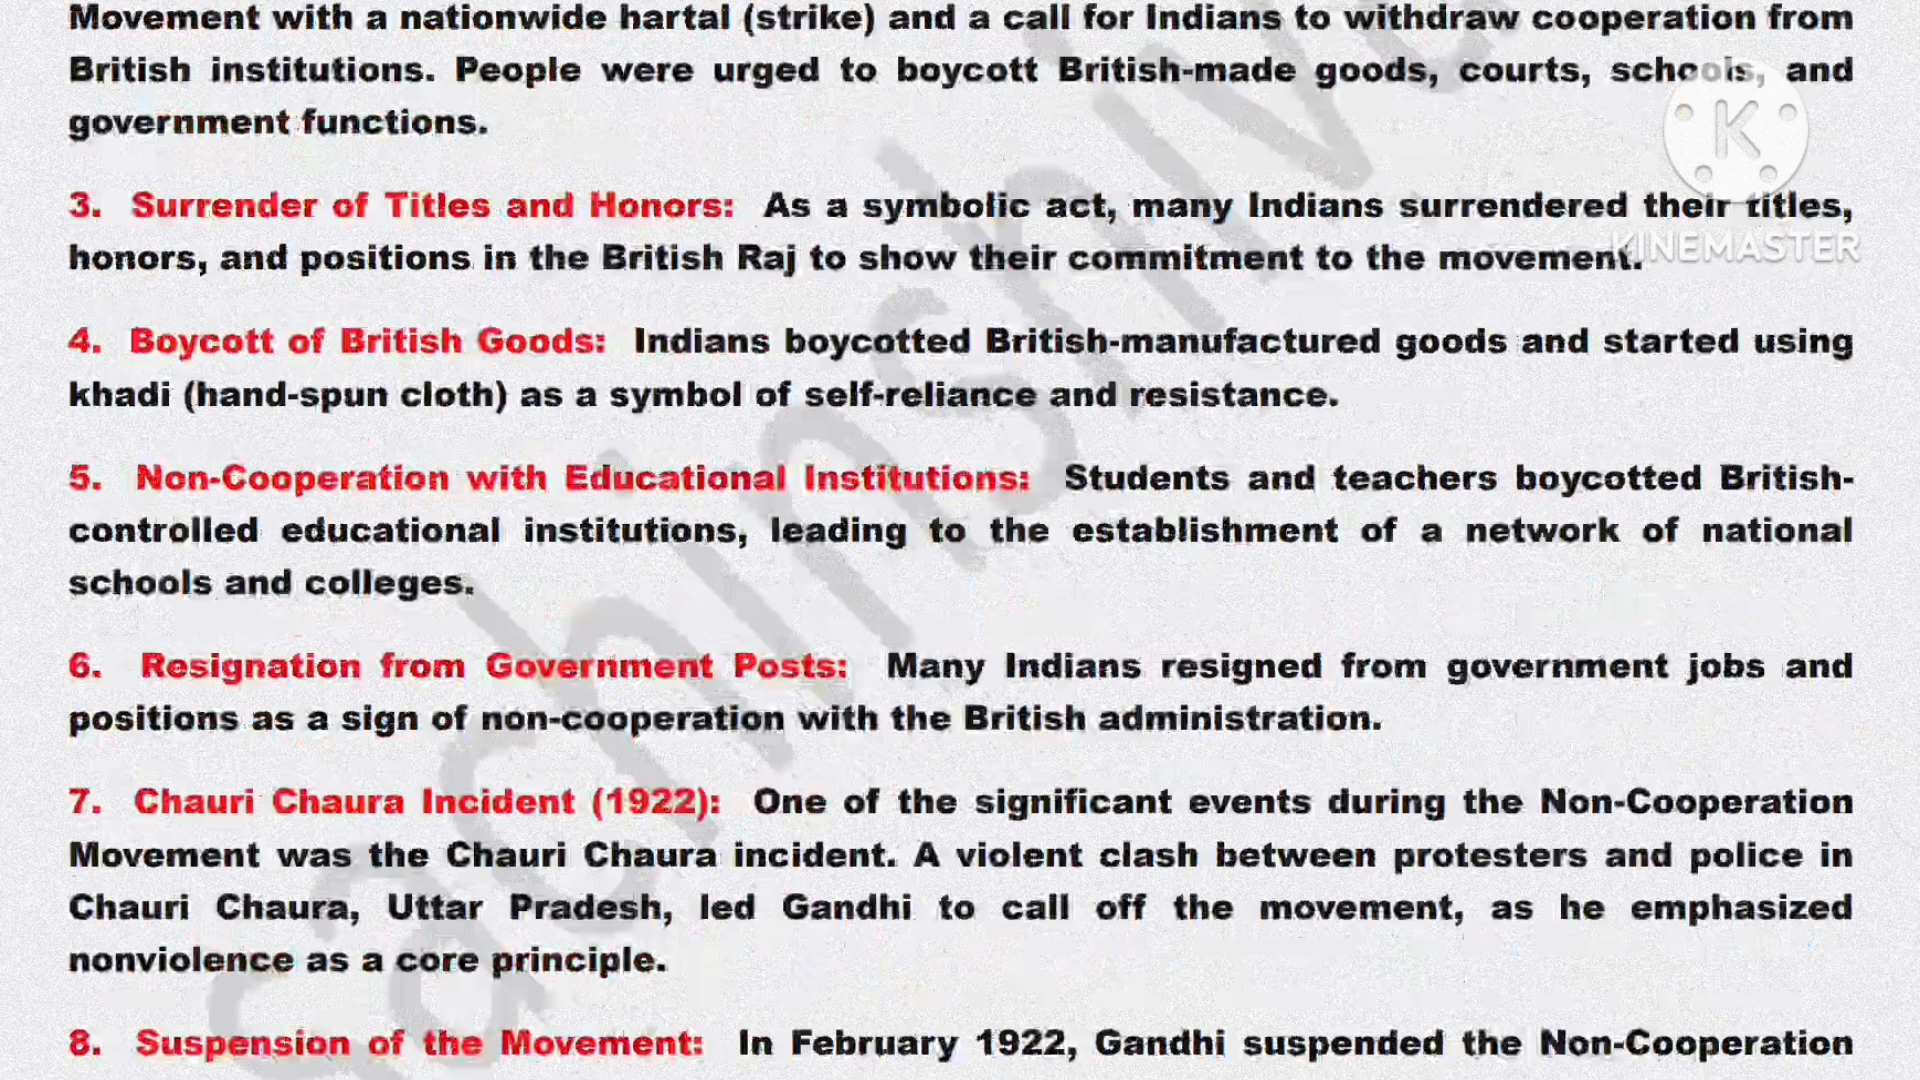 Movement with a nationwide hartal (strike) and a call for Indians to withdraw cooperation from
British institutions. People were urged to boycott British-made goods, courts, schools, and
government functions.
3. Surrender of Titles and Honors: As a symbolic act, many Indians surrendered their titles,
honors, and positions in the British Raj to show their commitment to the movement.
KINEMASTER
4. Boycott of British Goods: Indians boycotted British-manufactured goods and started using
khadi (hand-spun cloth) as a symbol of self-reliance and resistance.
5. Non-Cooperation with Educational Institutions: Students and teachers boycotted British-
controlled educational institutions, leading to the establishment of a network of national
schools and colleges.
6. Resignation from Government Posts: Many Indians resigned from government jobs and
positions as a sign of non-cooperation with the British administration.
7. Chauri Chaura Incident (1922): One of the significant events during the Non-Cooperation
Movement was the Chauri Chaura incident. A violent clash between protesters and police in
Chauri Chaura, Uttar Pradesh, led Gandhi to call off the movement, as he emphasized
nonviolence as a core principle.
8. Suspension of the Movement: In February 1922, Gandhi suspended the Non-Cooperation